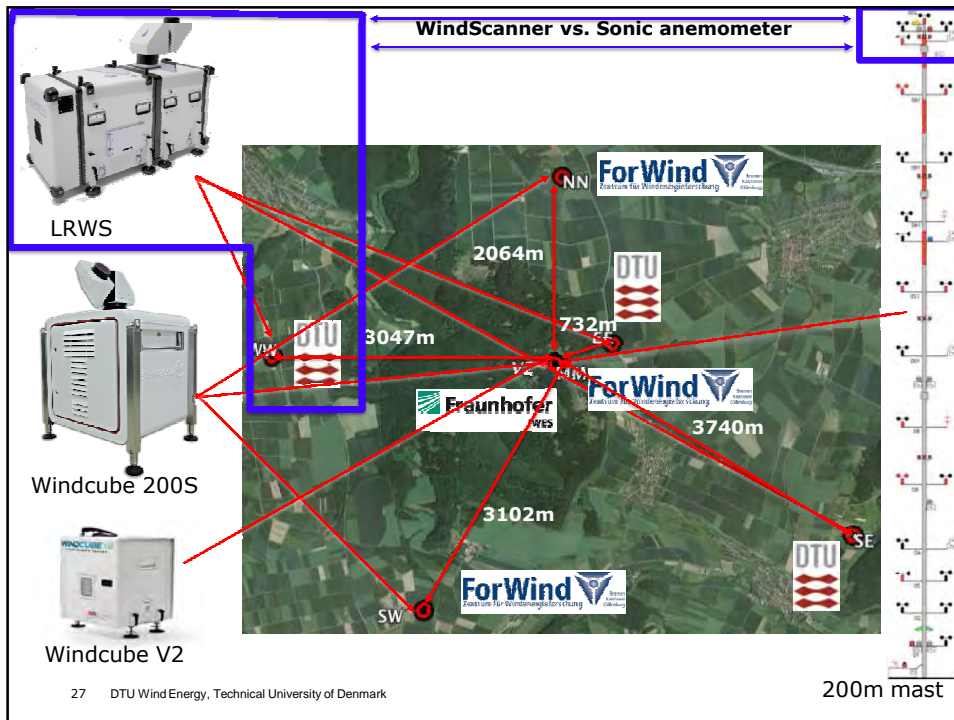 WindScanner vs. Sonic anemometer
LRWS
NN
ForWind
Zentrum für Windenergieforschung
2064m
DTU
WW
DTU
3047m
732m
ForWind
Zentrum für Windenergieforschung
Fraunhofer
IWES
3740m
Windcube 200S
3102m
SE
DTU
ForWind
Zentrum für Windenergieforschung
SW
WINDCUBE
Windcube V2
27 DTU Wind Energy, Technical University of Denmark
200m mast